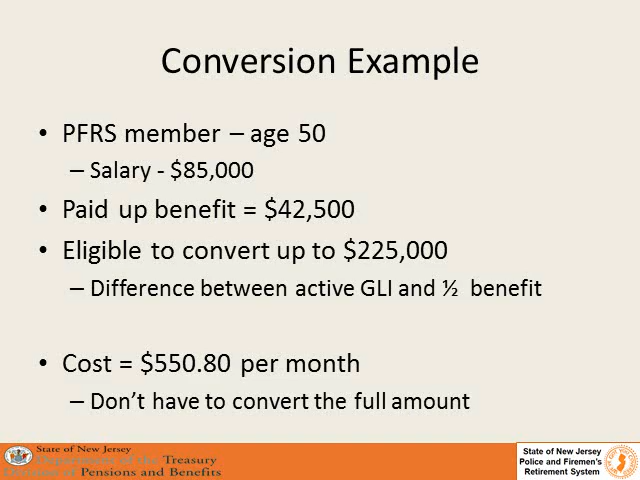 Conversion Example
• PFRS member – age 50
– Salary - $85,000
• Paid up benefit = $42,500
• Eligible to convert up to $225,000
– Difference between active GLI and ½ benefit
• Cost = $550.80 per month
– Don't have to convert the full amount
State of New Jersey
Department of the Treasury
Division of Pensions and Benefits
State of New Jersey
Police and Firemen's
Retirement System